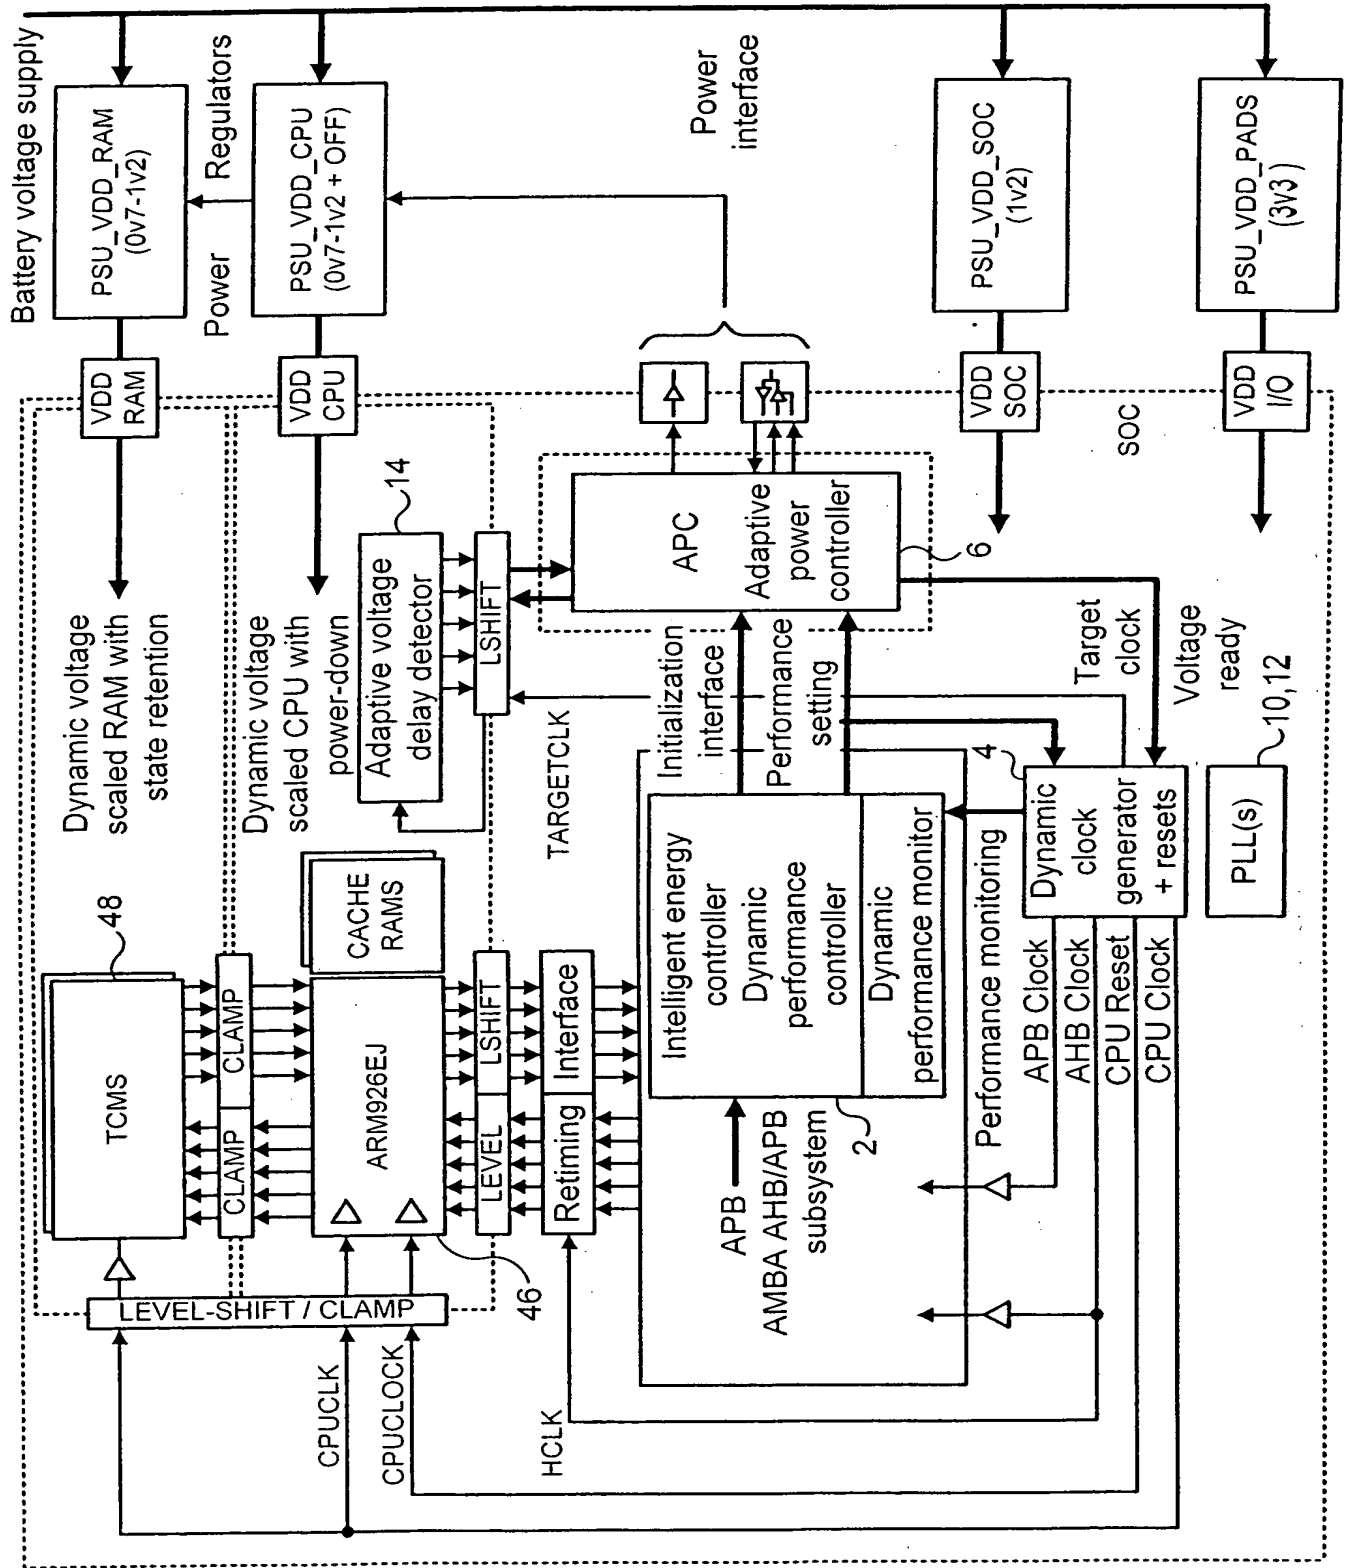 Battery voltage supply
PSU_VDD_RAM
(0v7-1v2)
Power
Regulators
PSU_VDD_CPU
(0v7-1v2 + OFF)
Power
interface
PSU_VDD_SOC
(1v2)
PSU_VDD_PADS
(3v3)
VDD
RAM
VDD
CPU
VDD
SOC
VDD
I/O
SOC
Dynamic voltage
scaled RAM with
state retention
Dynamic voltage
scaled CPU with
power-down
14
Adaptive voltage
delay detector
LSHIFT
APC
Adaptive
power
controller
6
TARGETCLK
Initialization
interface
Performance
setting
Target
clock
Voltage
ready
48
TCMS
CLAMP
CLAMP
CACHE
RAMS
ARM926EJ
46
LEVEL
LSHIFT
Retiming
Interface
LEVEL-SHIFT / CLAMP
CPUCLK
CPUCLOCK
HCLK
Intelligent energy
controller
Dynamic
performance
controller
Dynamic
performance monitor
2
APB
AMBA AHB/APB
subsystem
Performance monitoring
APB Clock
AHB Clock
CPU Reset
CPU Clock
4
Dynamic
clock
generator
+ resets
PLL(s)
10,12